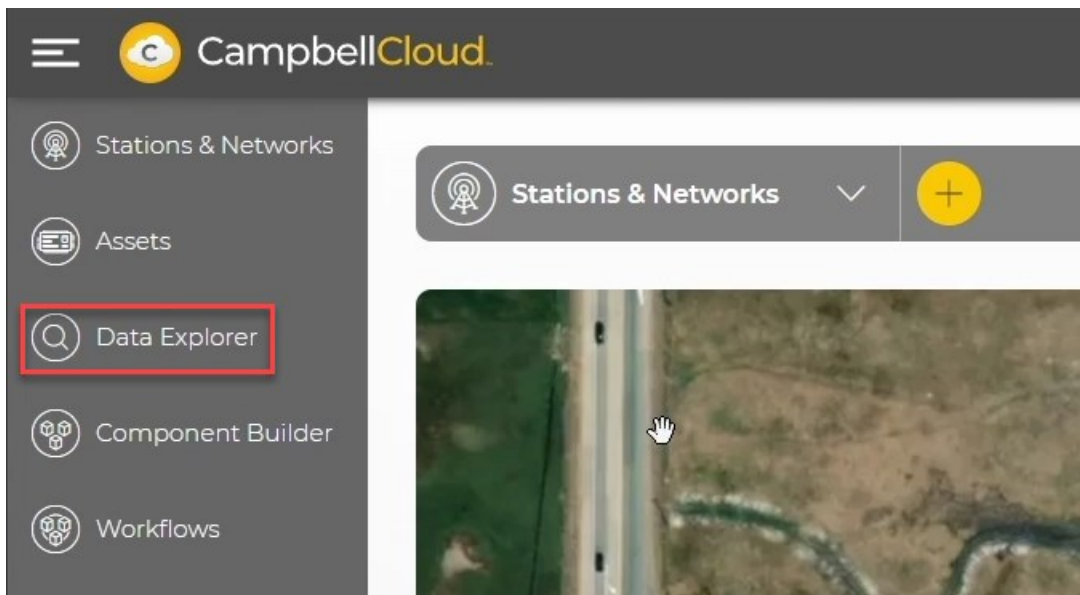 CampbellCloud
Stations & Networks
Assets
Data Explorer
Component Builder
Workflows
Stations & Networks